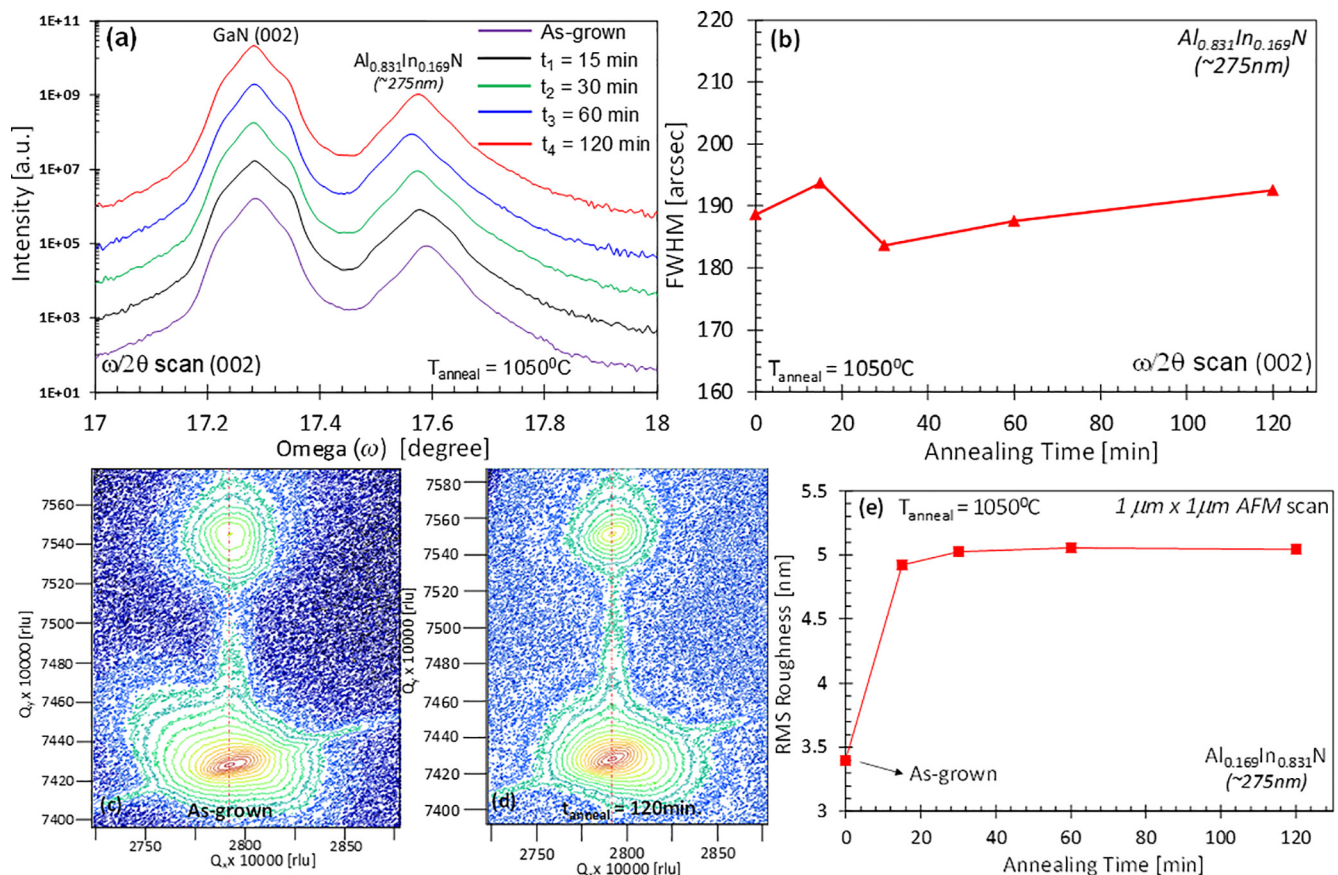 (a)
GaN (002)
Al0.831In0.169N
(~275nm)
As-grown
t1 = 15 min
t2 = 30 min
t3 = 60 min
t4 = 120 min
1E+11
1E+09
1E+07
1E+05
1E+03
1E+01
Intensity [a.u.]
ω/2θ scan (002)
Tanneal = 1050⁰C
17
17.2
17.4
17.6
17.8
18
Omega (ω) [degree]
(b)
Al0.831In0.169N
(~275nm)
220
210
200
190
180
170
160
FWHM [arcsec]
Tanneal = 1050⁰C
ω/2θ scan (002)
0
20
40
60
80
100
120
Annealing Time [min]
7560
7540
7520
7500
7480
7460
7440
7420
7400
Qy x 10000 [rlu]
(c)
As-grown
2750
2800
2850
Qx x 10000 [rlu]
7580
7560
7540
7520
7500
7480
7460
7440
7420
7400
Qy x 10000 [rlu]
(d)
tanneal = 120min
2750
2800
2850
Qx x 10000 [rlu]
(e)
Tanneal = 1050⁰C
1 μm x 1μm AFM scan
5.5
5
4.5
4
3.5
3
RMS Roughness [nm]
As-grown
Al0.169In0.831N
(~275nm)
0
20
40
60
80
100
120
Annealing Time [min]